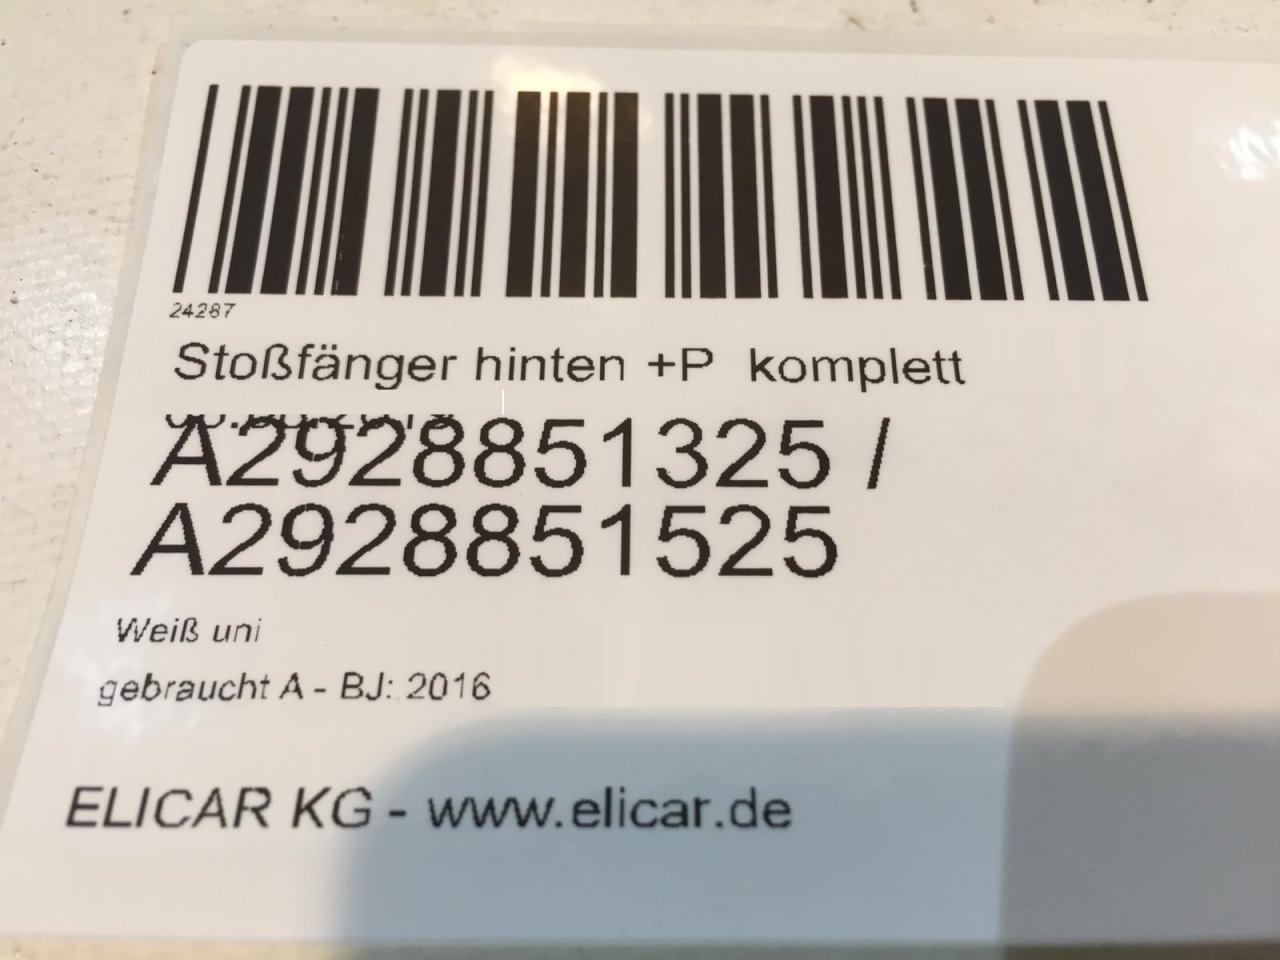 24287
Stoßfänger hinten +P komplett
A2928851325 /
A2928851525
Weiß uni
gebraucht A - BJ: 2016
ELICAR KG - www.elicar.de